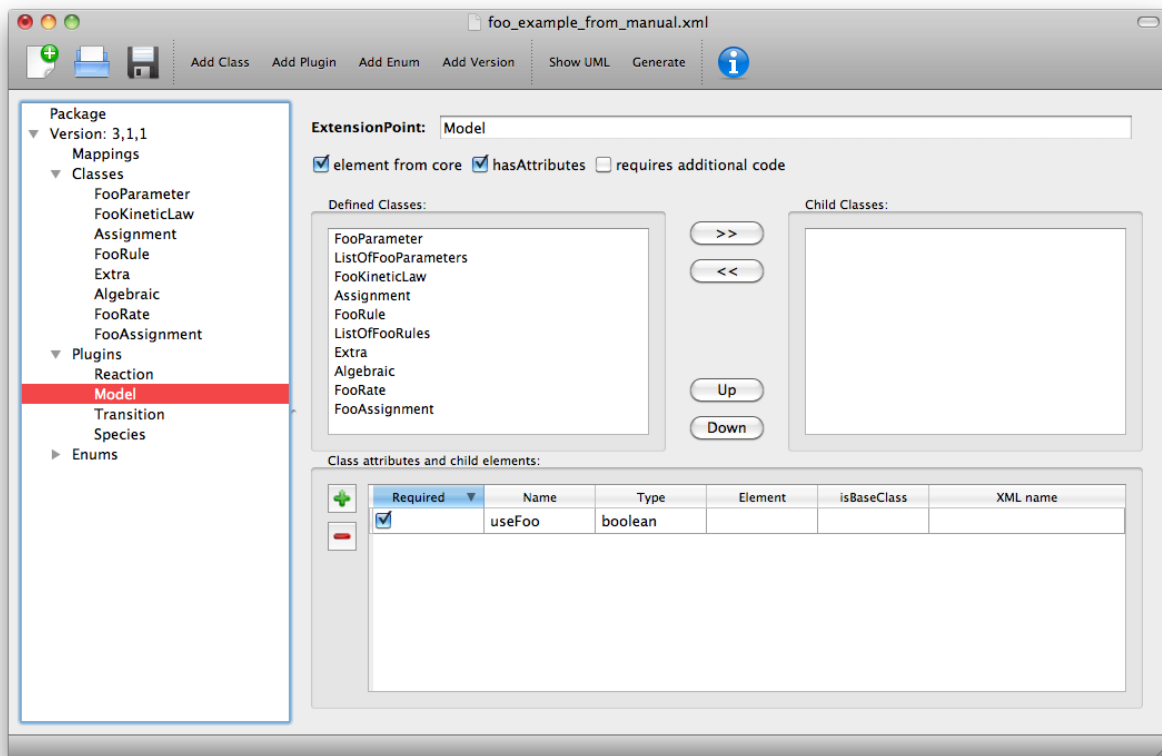 foo_example_from_manual.xml
Add Class Add Plugin Add Enum Add Version Show UML Generate
Package
Version: 3,1,1
Mappings
Classes
FooParameter
FooKineticLaw
Assignment
FooRule
Extra
Algebraic
FooRate
FooAssignment
Plugins
Reaction
Model
Transition
Species
Enums
ExtensionPoint: Model
element from core hasAttributes requires additional code
Defined Classes:
FooParameter
ListOfFooParameters
FooKineticLaw
Assignment
FooRule
ListOfFooRules
Extra
Algebraic
FooRate
FooAssignment
>>
<<
Up
Down
Child Classes:
Class attributes and child elements:
Required Name Type Element isBaseClass XML name
useFoo boolean